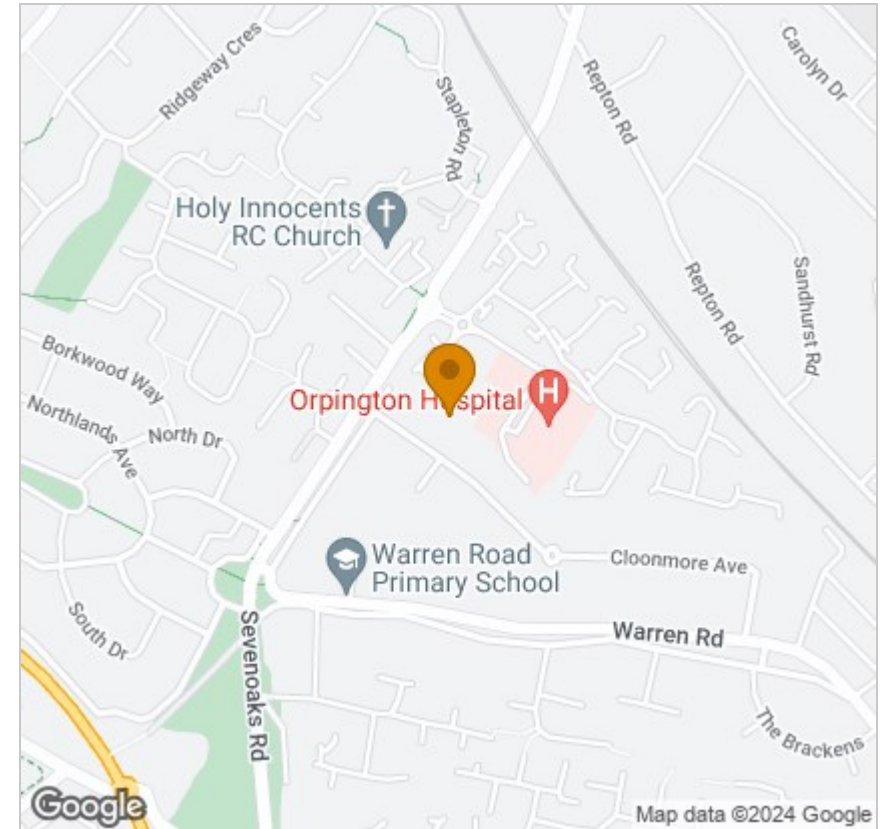 Ridgeway Cres
Stapleton Rd
Repton Rd
Carolyn Dr
Holy Innocents
RC Church
Repton Rd
Sandhurst Rd
Borkwood Way
Northlands Ave
North Dr
Orpington Hospital
H
Warren Road
Primary School
Cloonmore Ave
South Dr
Sevenoaks Rd
Warren Rd
The Brackens
Google
Map data ©2024 Google